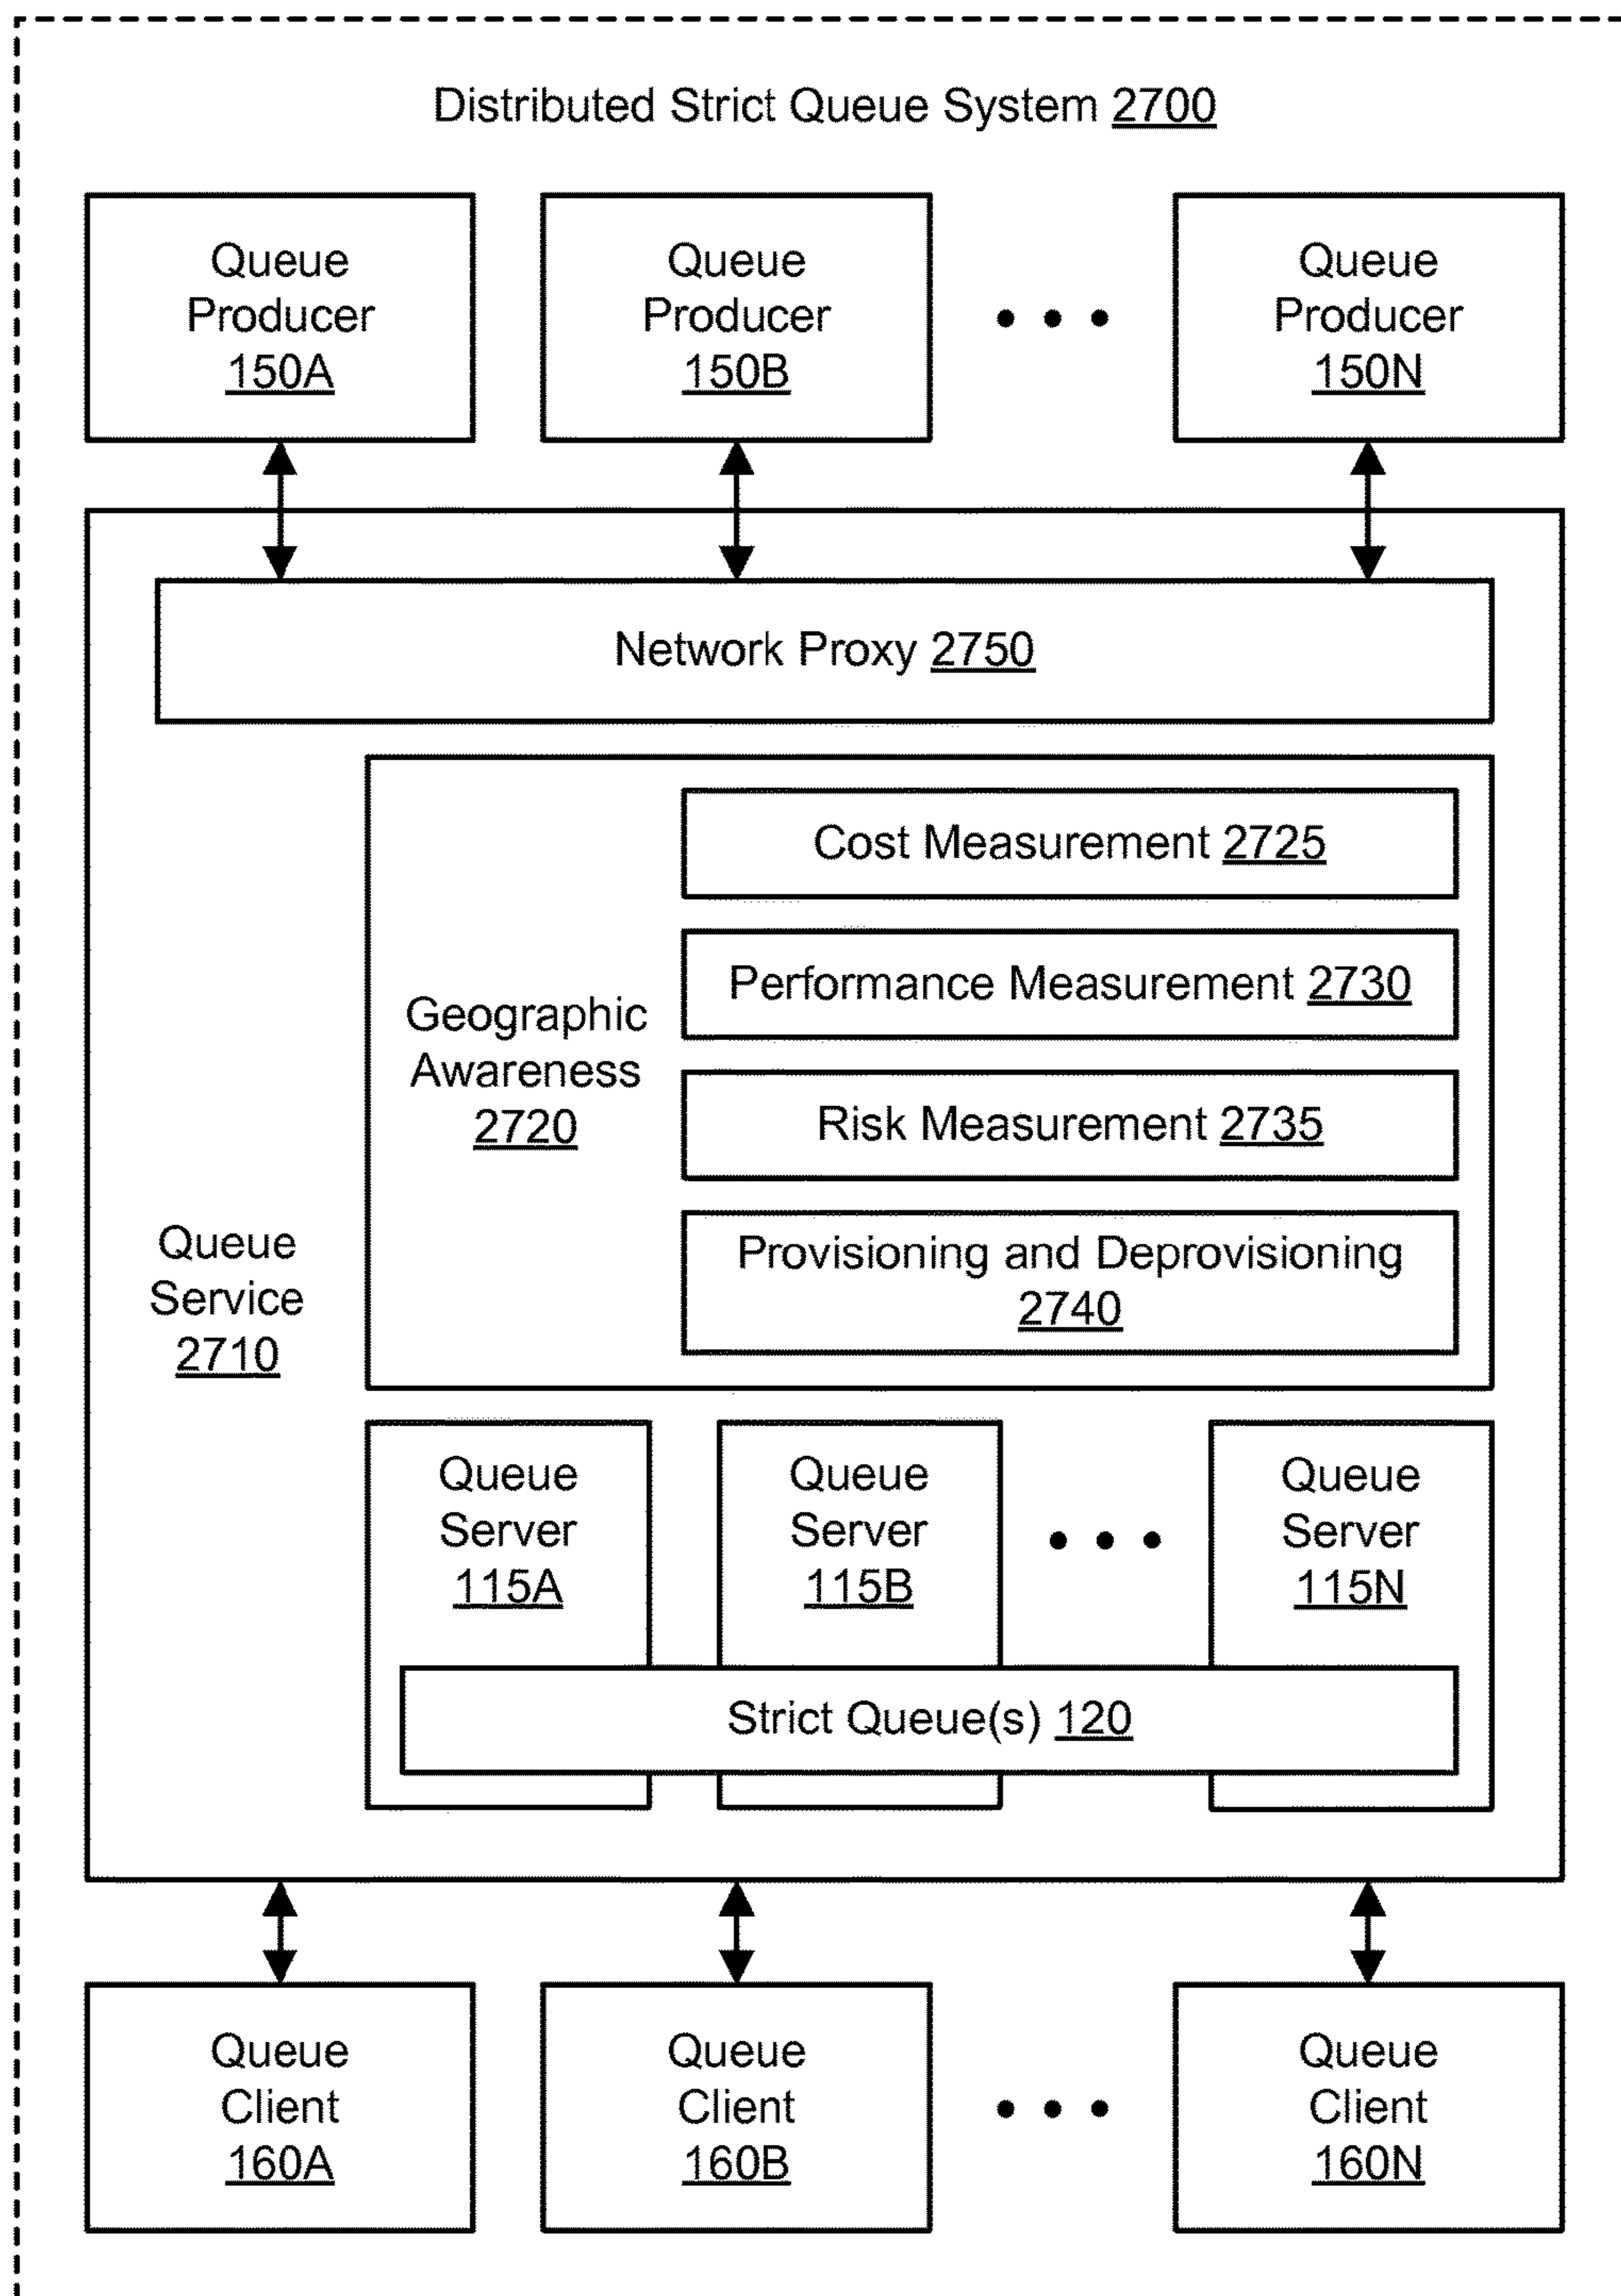 Distributed Strict Queue System 2700
Queue
Producer
150A
Queue
Producer
150B
Queue
Producer
150N
Network Proxy 2750
Queue
Service
2710
Geographic
Awareness
2720
Cost Measurement 2725
Performance Measurement 2730
Risk Measurement 2735
Provisioning and Deprovisioning
2740
Queue
Server
115A
Queue
Server
115B
Queue
Server
115N
Strict Queue(s) 120
Queue
Client
160A
Queue
Client
160B
Queue
Client
160N